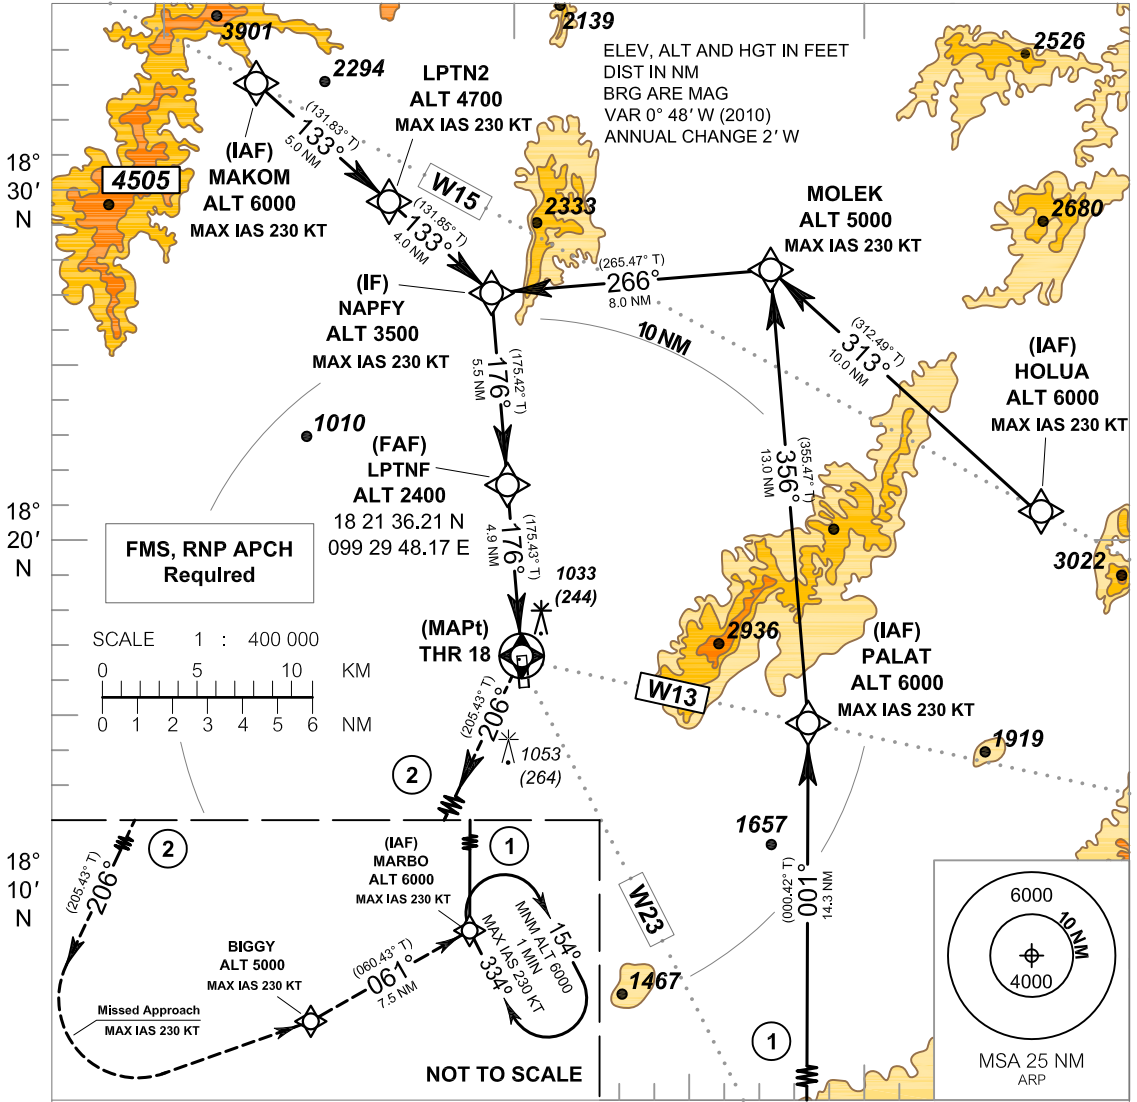 3901
2139
2294
ELEV, ALT AND HGT IN FEET
DIST IN NM
BRG ARE MAG
VAR 0° 48′ W (2010)
ANNUAL CHANGE 2′ W
2526
LPTN2
ALT 4700
MAX IAS 230 KT
(131.83° T)
133°
5.0 NM
18°
30′
N
4505
(IAF)
MAKOM
ALT 6000
MAX IAS 230 KT
W15
(131.85° T)
133°
4.0 NM
2333
MOLEK
ALT 5000
MAX IAS 230 KT
2680
(265.47° T)
266°
8.0 NM
(IF)
NAPFY
ALT 3500
MAX IAS 230 KT
10 NM
(312.49° T)
313°
10.0 NM
(IAF)
HOLUA
ALT 6000
MAX IAS 230 KT
(175.42° T)
176°
5.5 NM
1010
(FAF)
LPTNF
ALT 2400
18 21 36.21 N
099 29 48.17 E
(355.47° T)
356°
13.0 NM
18°
20′
N
FMS, RNP APCH
Required
(175.43° T)
176°
4.9 NM
1033
(244)
3022
SCALE 1 : 400 000
0 5 10 KM
0 1 2 3 4 5 6 NM
(MAPt)
THR 18
2936
(IAF)
PALAT
ALT 6000
MAX IAS 230 KT
W13
(205.43° T)
206°
1053
(264)
1919
2
1657
18°
10′
N
2
(205.43° T)
206°
(IAF)
MARBO
ALT 6000
MAX IAS 230 KT
1
154°
MNM ALT 6000
1 MIN
MAX IAS 230 KT
334°
W23
(000.42° T)
001°
14.3 NM
6000
10 NM
4000
MSA 25 NM
ARP
BIGGY
ALT 5000
MAX IAS 230 KT
(060.43° T)
061°
7.5 NM
1467
Missed Approach
MAX IAS 230 KT
1
NOT TO SCALE